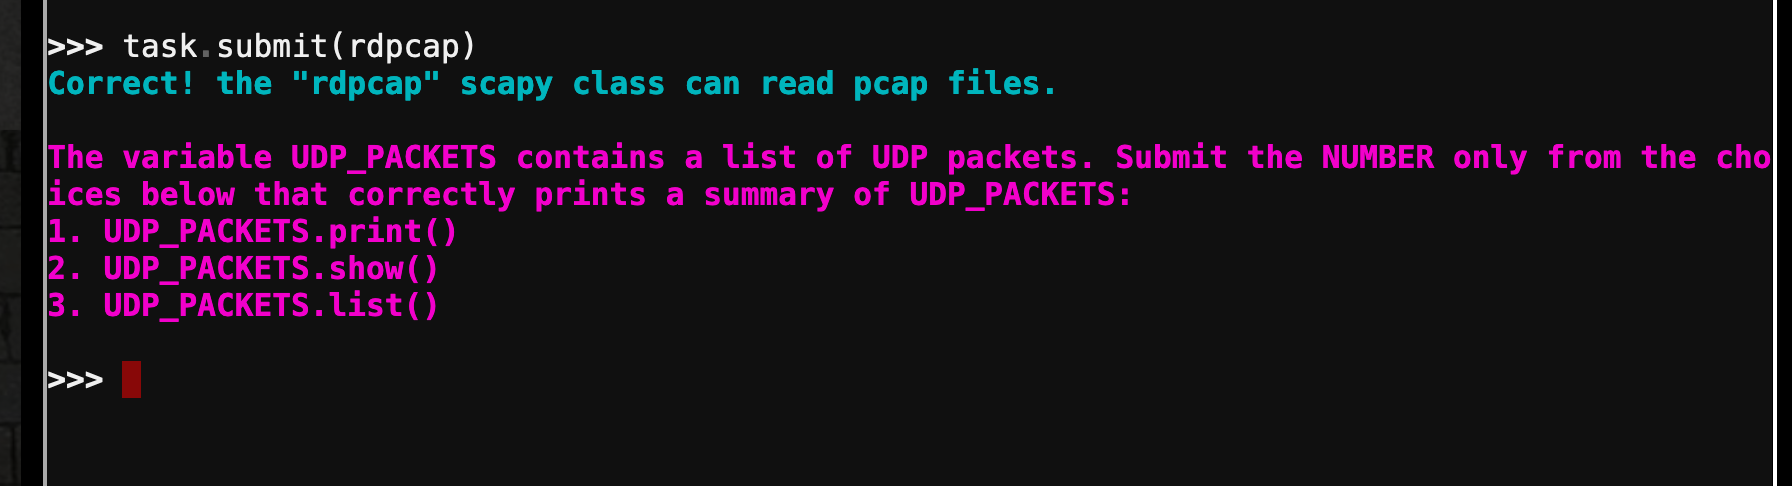 >>> task.submit(rdpcap)
Correct! the "rdpcap" scapy class can read pcap files.
The variable UDP_PACKETS contains a list of UDP packets. Submit the NUMBER only from the cho
ices below that correctly prints a summary of UDP_PACKETS:
1. UDP_PACKETS.print()
2. UDP_PACKETS.show()
3. UDP_PACKETS.list()
>>>